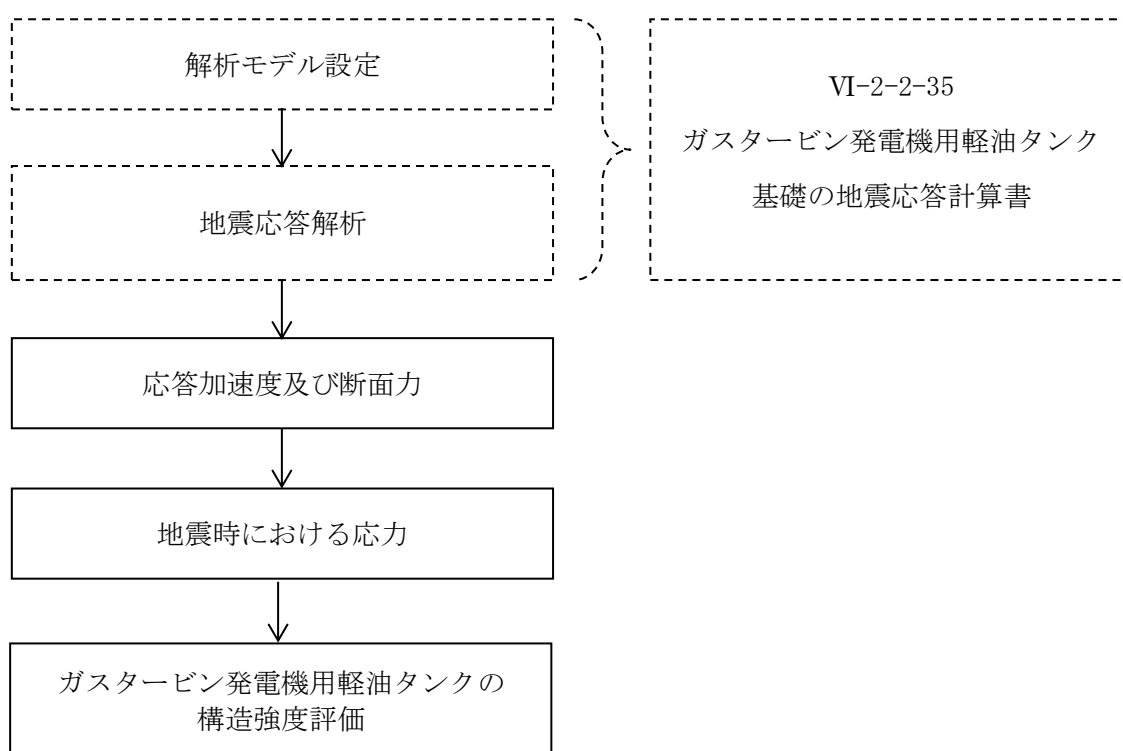 解析モデル設定
地震応答解析
Ⅵ-2-2-35
ガスタービン発電機用軽油タンク
基礎の地震応答計算書
応答加速度及び断面力
地震時における応力
ガスタービン発電機用軽油タンクの
構造強度評価